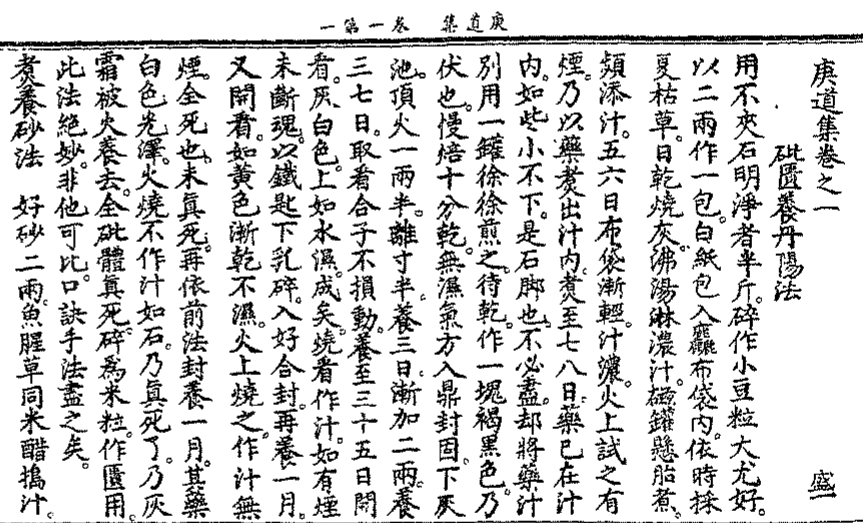 庚道集　卷一第一
庚道集卷之一
盛一
砒匱養丹陽法
用不夾石明淨者半斤。碎作小豆粒大尤好。
以二兩作一包。白紙包入麤布袋內。依時採
夏枯草。日乾燒灰。沸湯淋濃汁。磁罐懸胎煮。
頻添汁。五六日布袋漸輕。汁濃。火上試之有
煙。乃以藥煮出汁內。煮至七八日。藥已在汁
內。如些小不下。是石脚也。不必盡。却將藥汁
別用一罐徐徐煎之待乾。作一塊褐黑色。乃
伏也。慢焙十分乾。無濕氣方入鼎封固。下灰
池。頂火一兩半。離寸半。養三日。漸加二兩。養
三七日。取看合子不損動。養至三十五日開
看。灰白色。上如水濕。成矣。燒看作汁。如有煙
未斷魂。以鐵匙下乳碎。入好合封。再養一月。
又開看。如黃色漸乾不濕。火上燒之。作汁無
煙。全死也。未真死。再依前法封養一月。其藥
白色光澤。火燒不作汁如石。乃真死了。乃灰
霜被火養去。全砒體真死。碎爲米粒。作匱用。
此法絕妙。非他可比。口訣手法盡之矣。
煮養砂法　好砂二兩。魚腥草同米醋搗汁。